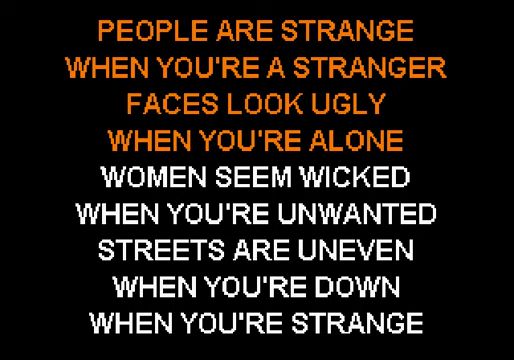 PEOPLE ARE STRANGE
WHEN YOU'RE A STRANGER
FACES LOOK UGLY
WHEN YOU'RE ALONE
WOMEN SEEM WICKED
WHEN YOU'RE UNWANTED
STREETS ARE UNEVEN
WHEN YOU'RE DOWN
WHEN YOU'RE STRANGE